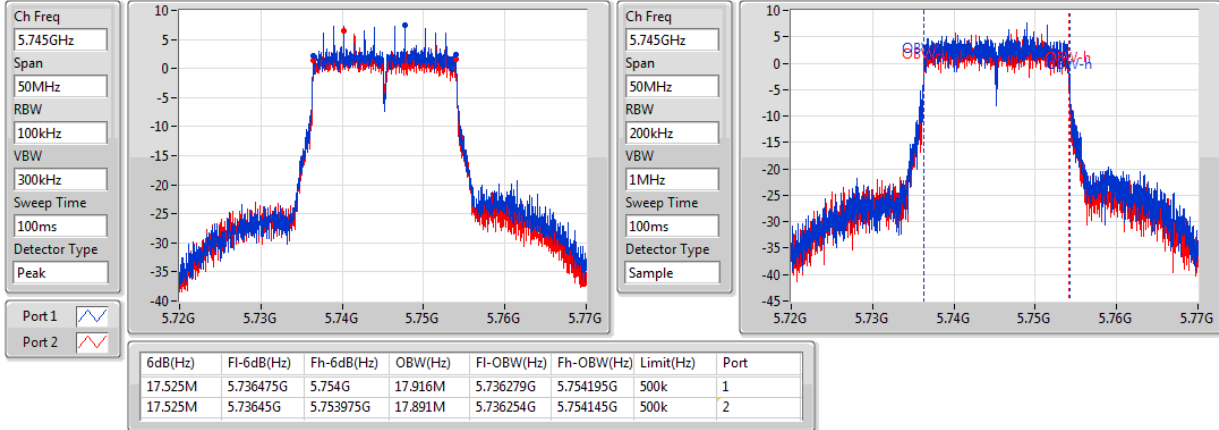 Ch Freq
5.745GHz
Span
50MHz
RBW
100kHz
VBW
300kHz
Sweep Time
100ms
Detector Type
Peak
Port 1
Port 2
10
5
0
-5
-10
-15
-20
-25
-30
-35
-40
5.72G 5.73G 5.74G 5.75G 5.76G 5.77G
Ch Freq
5.745GHz
Span
50MHz
RBW
200kHz
VBW
1MHz
Sweep Time
100ms
Detector Type
Sample
10
5
0
-5
-10
-15
-20
-25
-30
-35
-40
-45
5.72G 5.73G 5.74G 5.75G 5.76G 5.77G
OBW-h
6dB(Hz) Fl-6dB(Hz) Fh-6dB(Hz) OBW(Hz) Fl-OBW(Hz) Fh-OBW(Hz) Limit(Hz) Port
17.525M 5.736475G 5.754G 17.916M 5.736279G 5.754195G 500k 1
17.525M 5.73645G 5.753975G 17.891M 5.736254G 5.754145G 500k 2